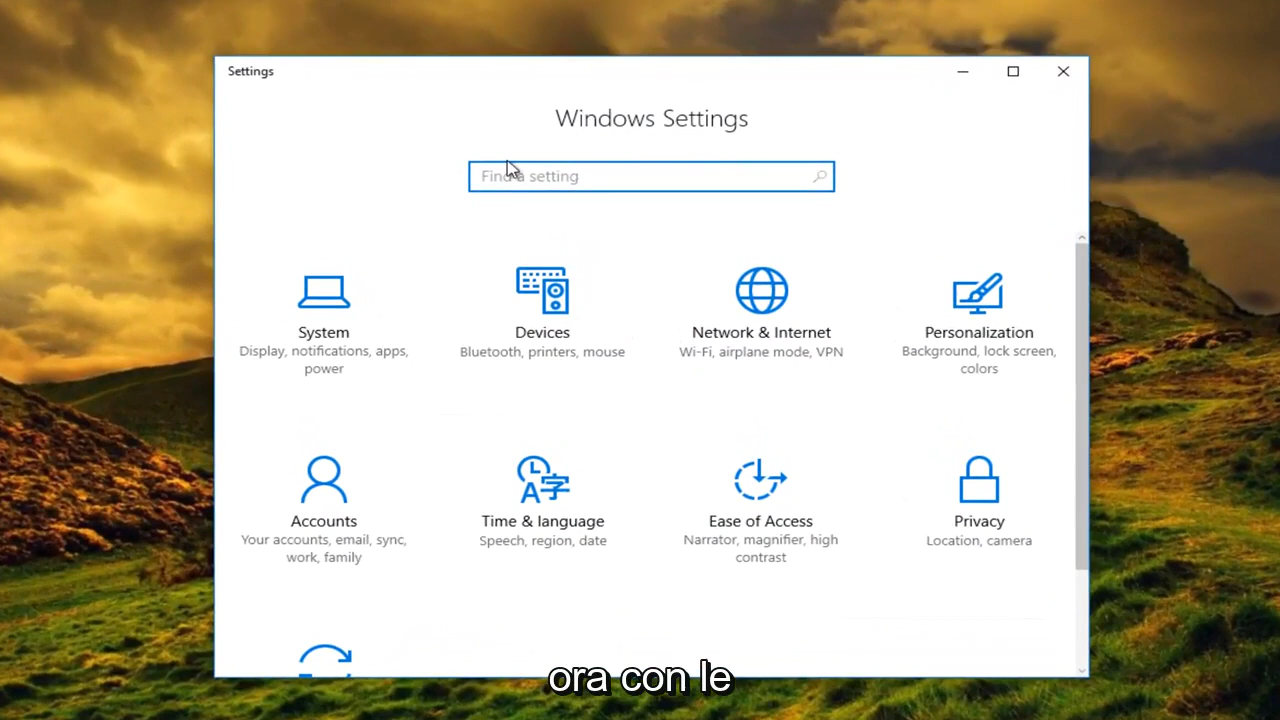 Settings
Windows Settings
Find a setting
System
Display, notifications, apps,
power
Devices
Bluetooth, printers, mouse
Network & Internet
Wi-Fi, airplane mode, VPN
Personalization
Background, lock screen,
colors
Accounts
Your accounts, email, sync,
work, family
Time & language
Speech, region, date
Ease of Access
Narrator, magnifier, high
contrast
Privacy
Location, camera
ora con le